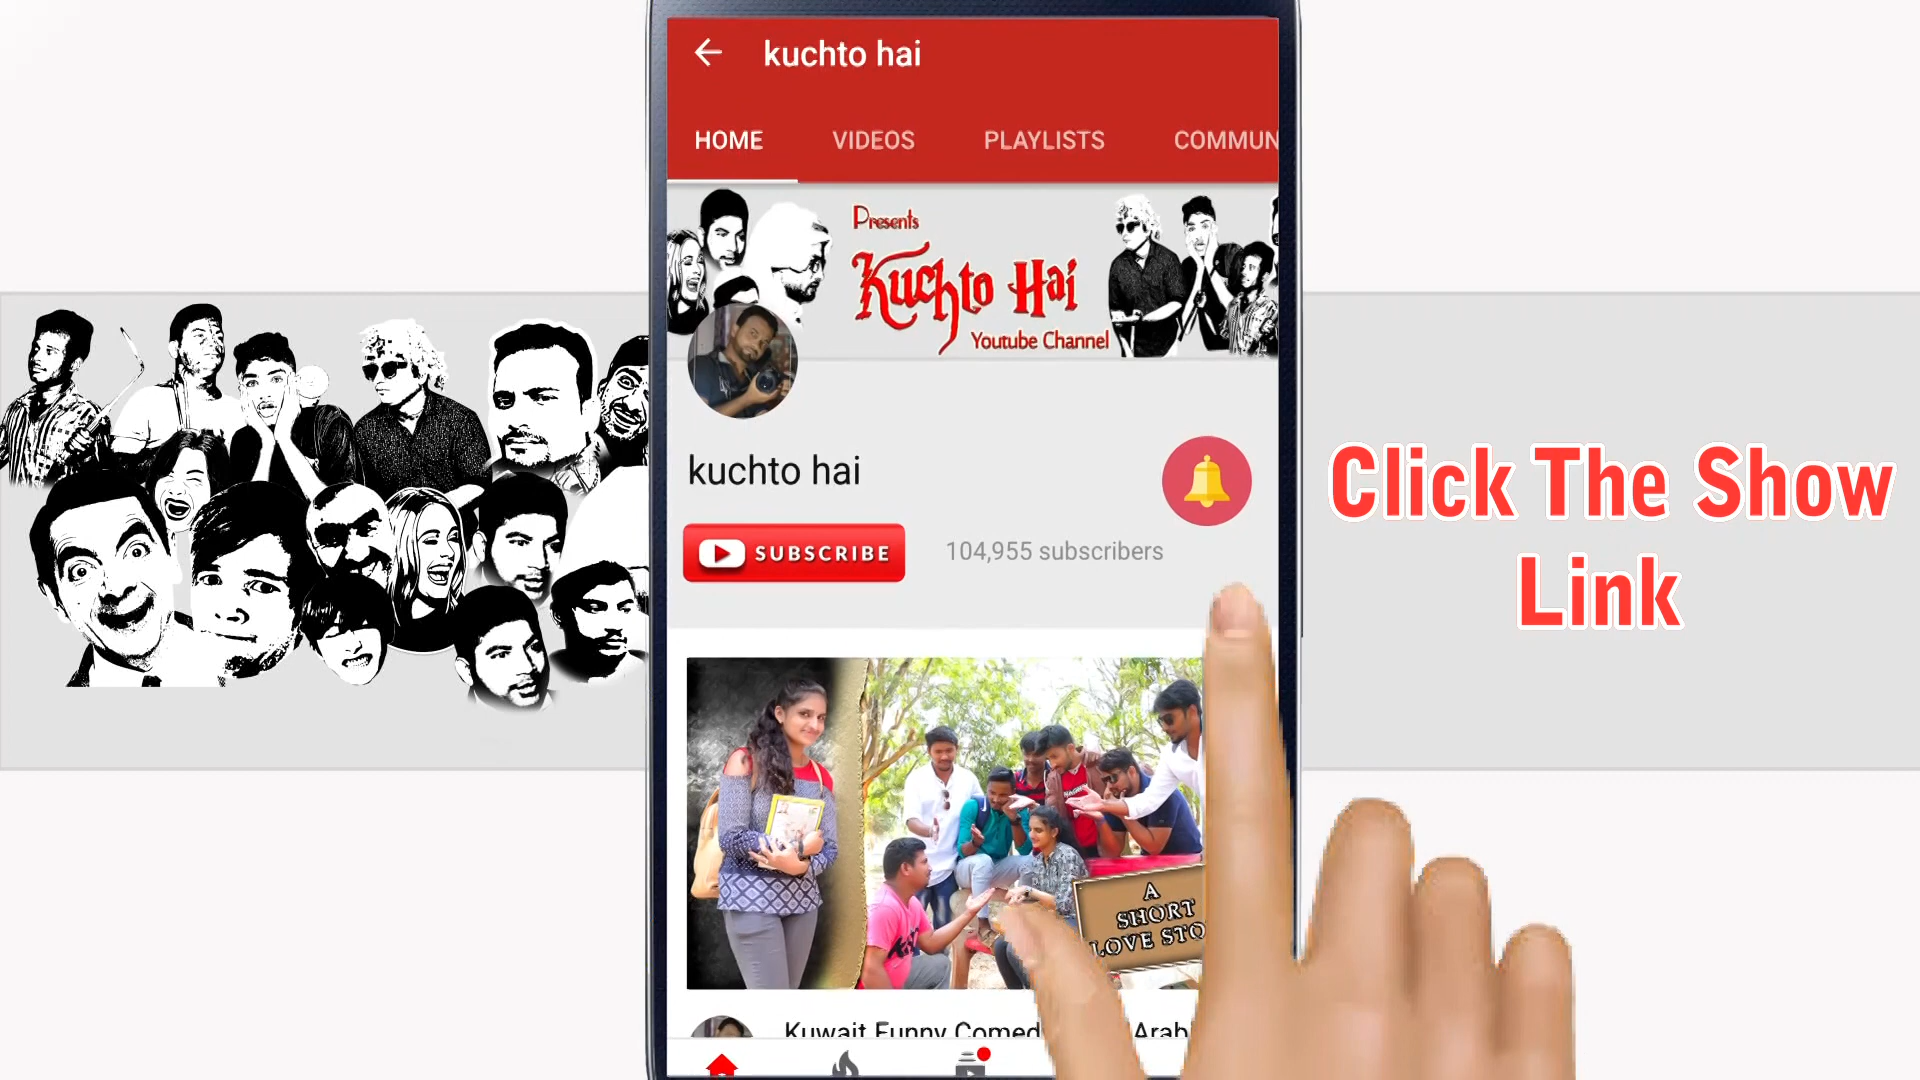 kuchto hai
HOME VIDEOS PLAYLISTS COMMUN
Presents
Kuchto Hai
Youtube Channel
kuchto hai
SUBSCRIBE 104,955 subscribers
Click The Show
Link
A
SHORT
LOVE STO
Kuwait Funny Comed Arabi